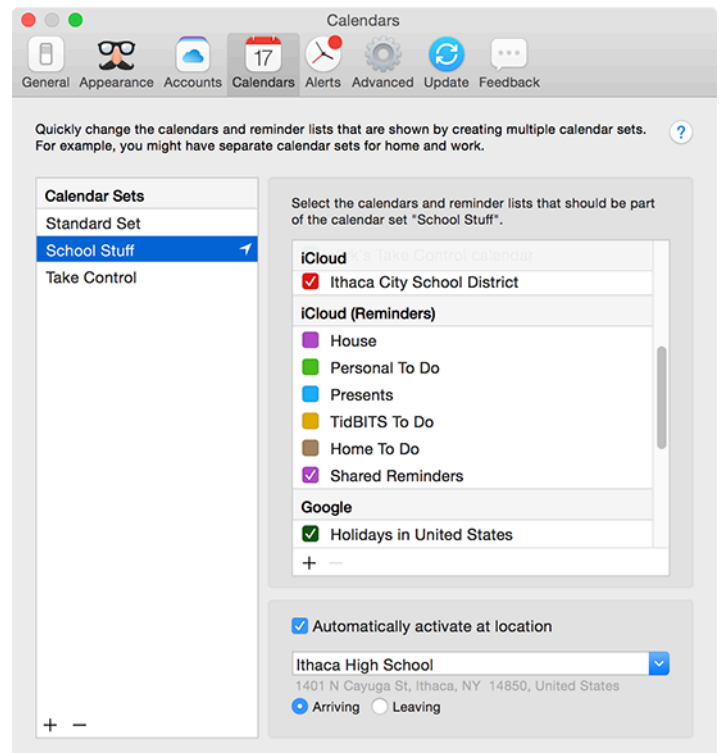 Calendars
17
General Appearance Accounts Calendars Alerts Advanced Update Feedback
Quickly change the calendars and reminder lists that are shown by creating multiple calendar sets.
For example, you might have separate calendar sets for home and work.
?
Calendar Sets
Standard Set
School Stuff
Take Control
Select the calendars and reminder lists that should be part
of the calendar set "School Stuff".
's Take Control calendar
iCloud
Ithaca City School District
iCloud (Reminders)
House
Personal To Do
Presents
TidBITS To Do
Home To Do
Shared Reminders
Google
Holidays in United States
+ −
Automatically activate at location
Ithaca High School
1401 N Cayuga St, Ithaca, NY 14850, United States
Arriving Leaving
+ −